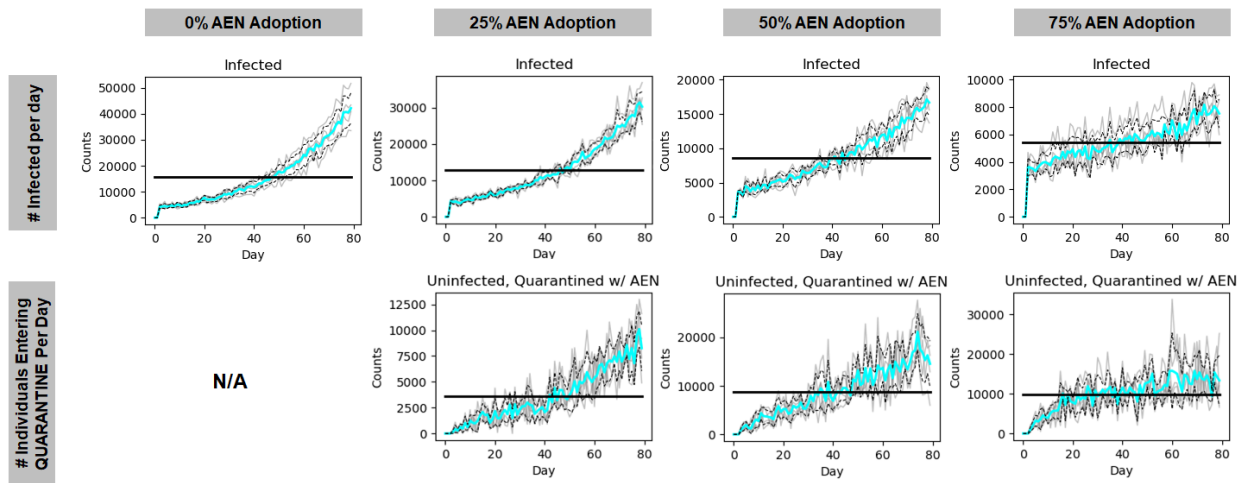 0% AEN Adoption
25% AEN Adoption
50% AEN Adoption
75% AEN Adoption
# Infected per day
Infected
50000
40000
30000
20000
10000
0
Counts
0 20 40 60 80
Day
Infected
30000
20000
10000
0
Counts
0 20 40 60 80
Day
Infected
20000
15000
10000
5000
0
Counts
0 20 40 60 80
Day
Infected
10000
8000
6000
4000
2000
0
Counts
0 20 40 60 80
Day
# Individuals Entering
QUARANTINE Per Day
N/A
Uninfected, Quarantined w/ AEN
12500
10000
7500
5000
2500
0
Counts
0 20 40 60 80
Day
Uninfected, Quarantined w/ AEN
20000
10000
0
Counts
0 20 40 60 80
Day
Uninfected, Quarantined w/ AEN
30000
20000
10000
0
Counts
0 20 40 60 80
Day